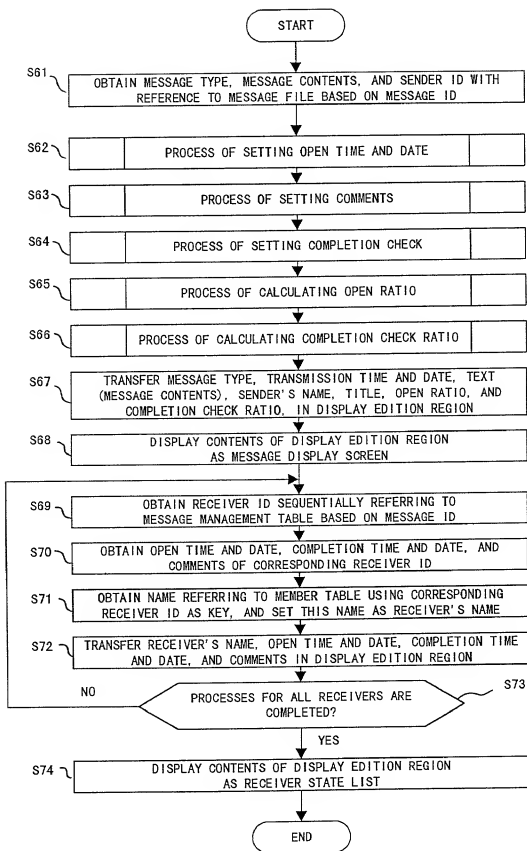 START
S61
OBTAIN MESSAGE TYPE, MESSAGE CONTENTS, AND SENDER ID WITH
REFERENCE TO MESSAGE FILE BASED ON MESSAGE ID
S62
PROCESS OF SETTING OPEN TIME AND DATE
S63
PROCESS OF SETTING COMMENTS
S64
PROCESS OF SETTING COMPLETION CHECK
S65
PROCESS OF CALCULATING OPEN RATIO
S66
PROCESS OF CALCULATING COMPLETION CHECK RATIO
S67
TRANSFER MESSAGE TYPE, TRANSMISSION TIME AND DATE, TEXT
(MESSAGE CONTENTS), SENDER'S NAME, TITLE, OPEN RATIO, AND
COMPLETION CHECK RATIO, IN DISPLAY EDITION REGION
S68
DISPLAY CONTENTS OF DISPLAY EDITION REGION
AS MESSAGE DISPLAY SCREEN
S69
OBTAIN RECEIVER ID SEQUENTIALLY REFERRING TO
MESSAGE MANAGEMENT TABLE BASED ON MESSAGE ID
S70
OBTAIN OPEN TIME AND DATE, COMPLETION TIME AND DATE, AND
COMMENTS OF CORRESPONDING RECEIVER ID
S71
OBTAIN NAME REFERRING TO MEMBER TABLE USING CORRESPONDING
RECEIVER ID AS KEY, AND SET THIS NAME AS RECEIVER'S NAME
S72
TRANSFER RECEIVER'S NAME, OPEN TIME AND DATE, COMPLETION TIME
AND DATE, AND COMMENTS IN DISPLAY EDITION REGION
NO
S73
PROCESSES FOR ALL RECEIVERS ARE
COMPLETED?
YES
S74
DISPLAY CONTENTS OF DISPLAY EDITION REGION
AS RECEIVER STATE LIST
END